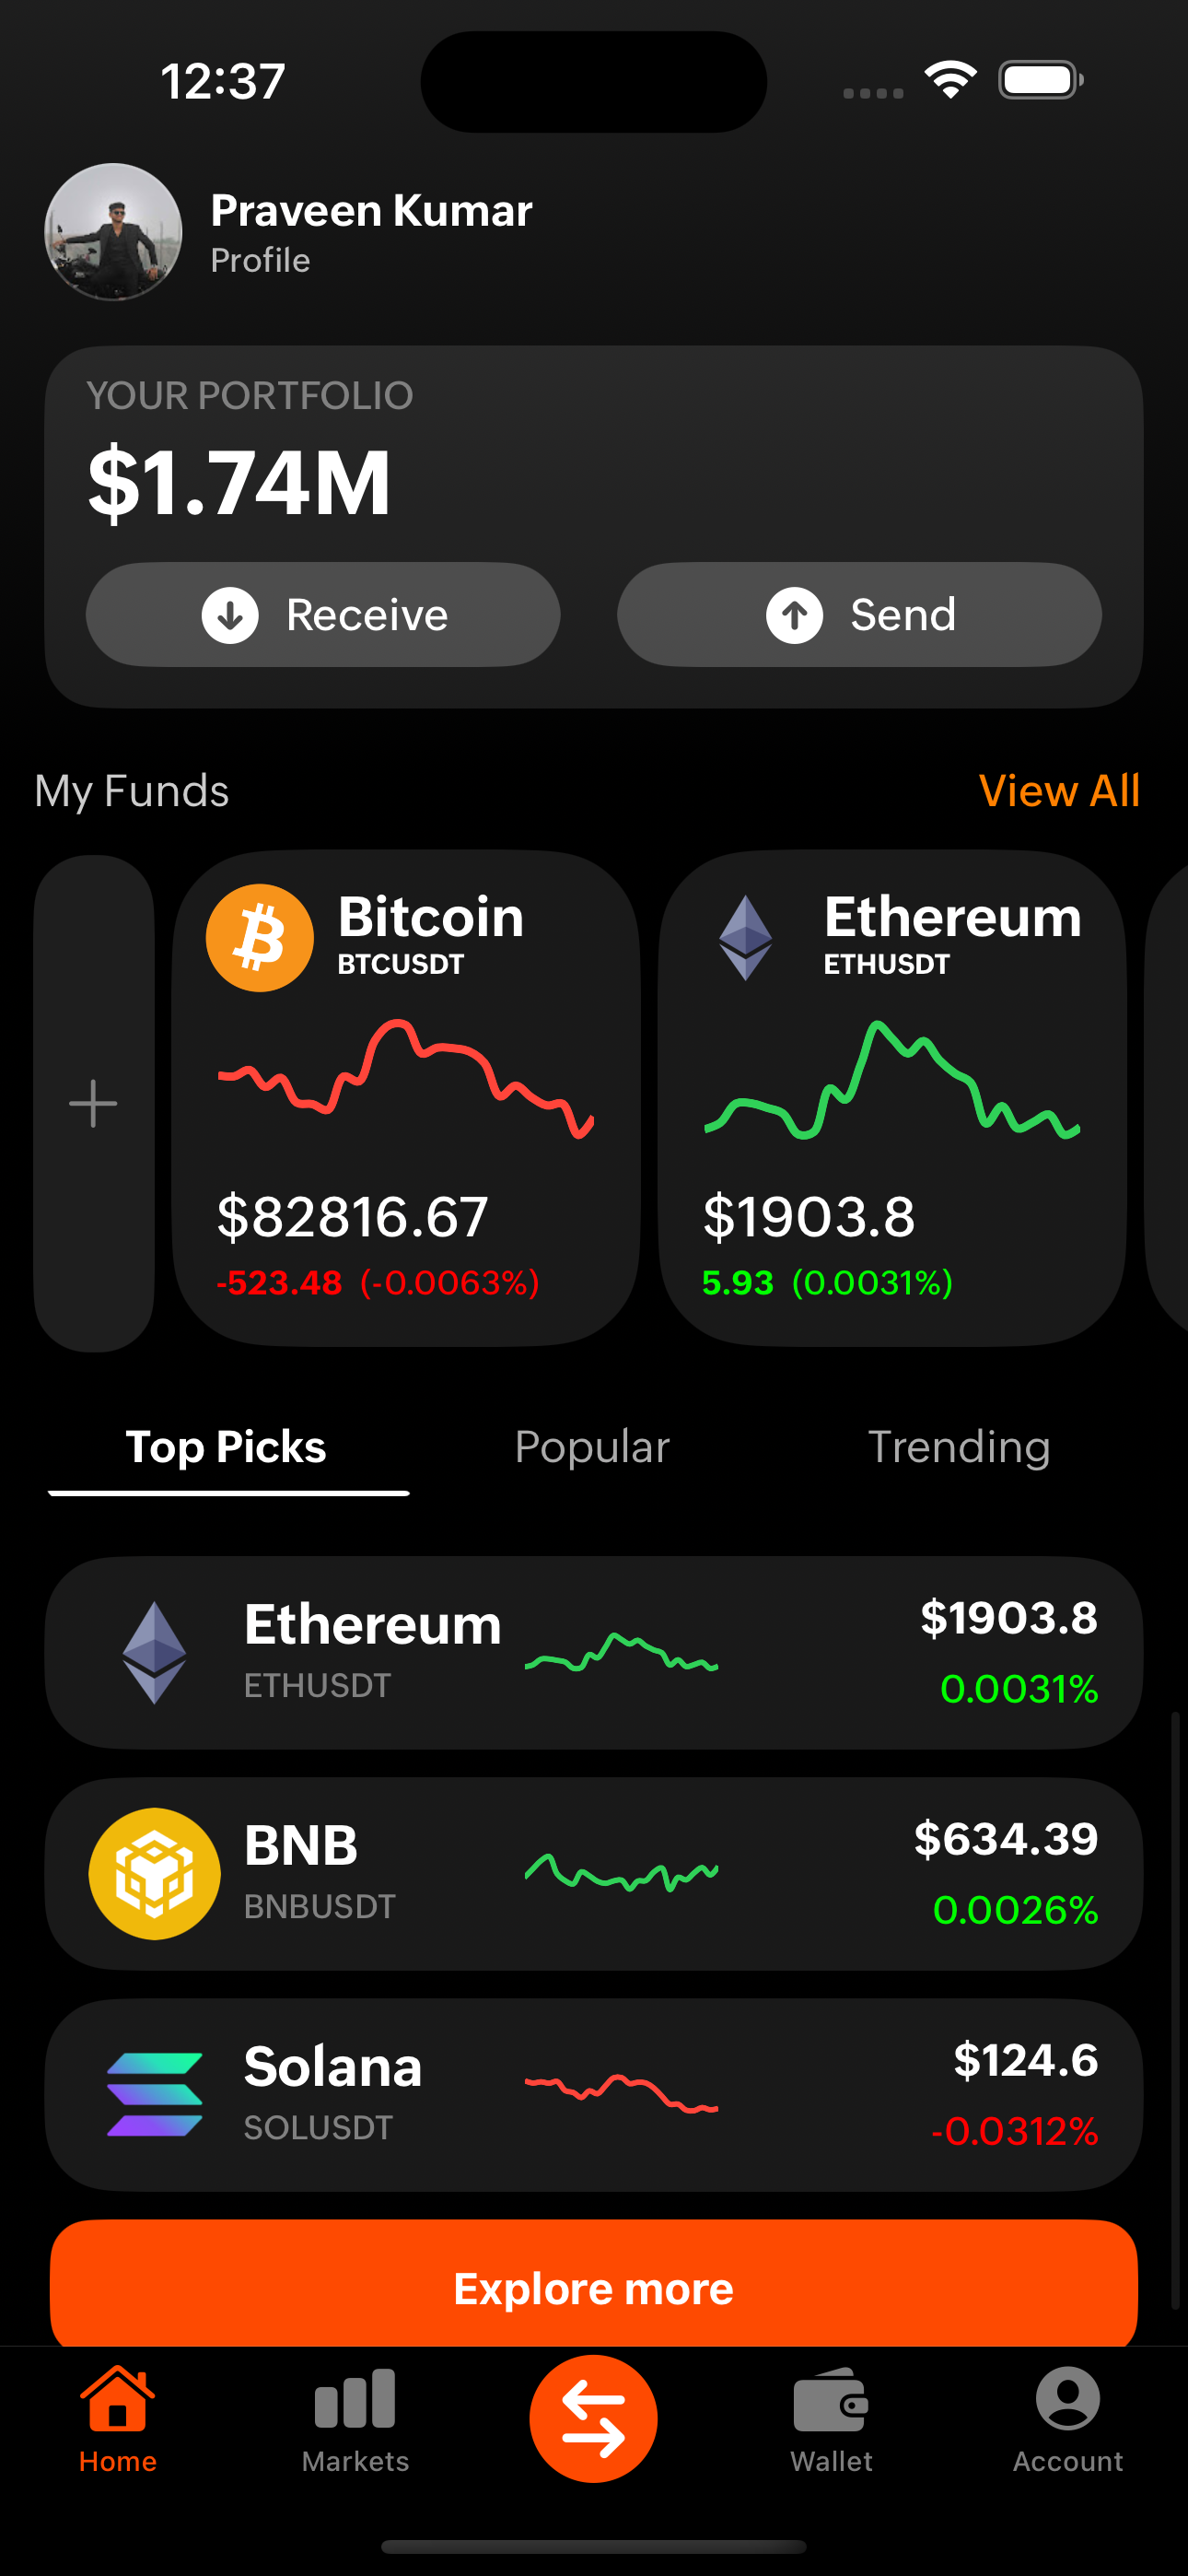 12:37
Praveen Kumar
Profile
YOUR PORTFOLIO
$1.74M
Receive
Send
My Funds
View All
Bitcoin
BTCUSDT
$82816.67
-523.48 (-0.0063%)
Ethereum
ETHUSDT
$1903.8
5.93 (0.0031%)
Top Picks
Popular
Trending
Ethereum
ETHUSDT
$1903.8
0.0031%
BNB
BNBUSDT
$634.39
0.0026%
Solana
SOLUSDT
$124.6
-0.0312%
Explore more
Home
Markets
Wallet
Account